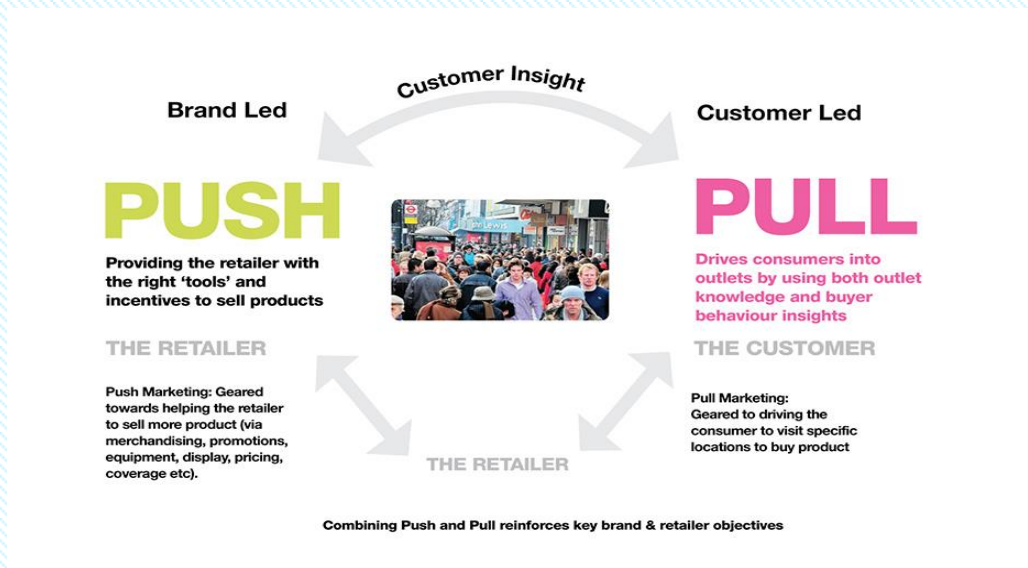 Customer Insight
Brand Led
Customer Led
PUSH
Providing the retailer with
the right ‘tools’ and
incentives to sell products
THE RETAILER
Push Marketing: Geared
towards helping the retailer
to sell more product (via
merchandising, promotions,
equipment, display, pricing,
coverage etc).
PULL
Drives consumers into
outlets by using both outlet
knowledge and buyer
behaviour insights
THE CUSTOMER
Pull Marketing:
Geared to driving the
consumer to visit specific
locations to buy product
Lewis
THE RETAILER
Combining Push and Pull reinforces key brand & retailer objectives